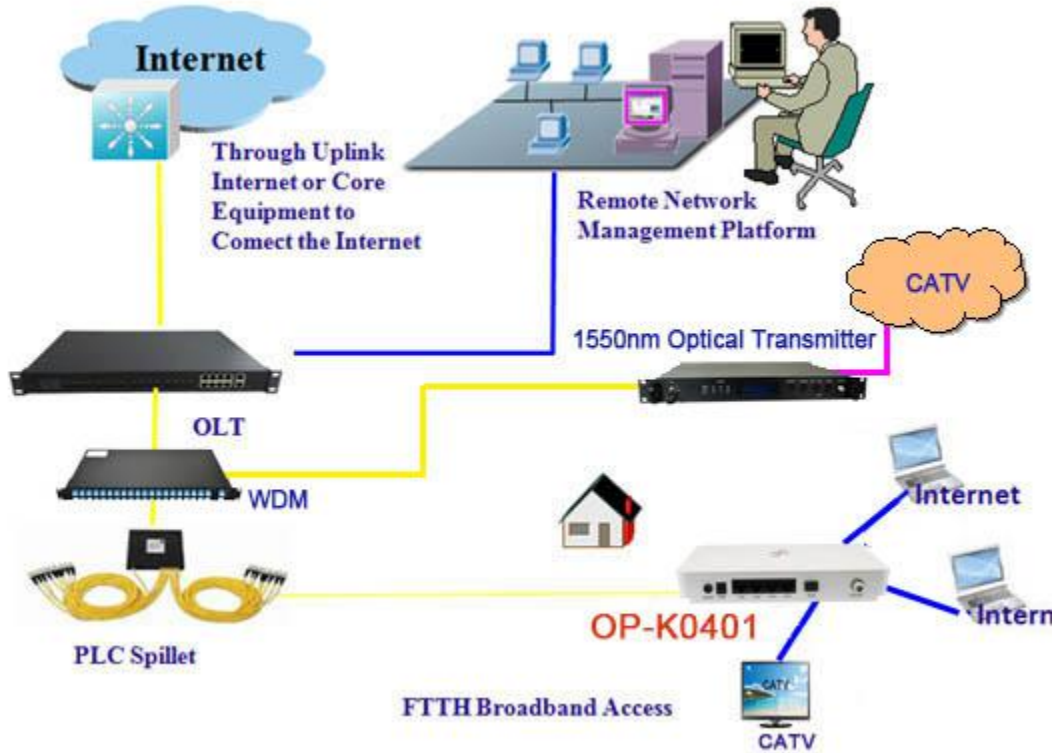 Internet
Through Uplink
Internet or Core
Equipment to
Comect the Internet
Remote Network
Management Platform
CATV
1550nm Optical Transmitter
OLT
WDM
Internet
Intern
OP-K0401
PLC Spillet
CATV
FTTH Broadband Access
CATV